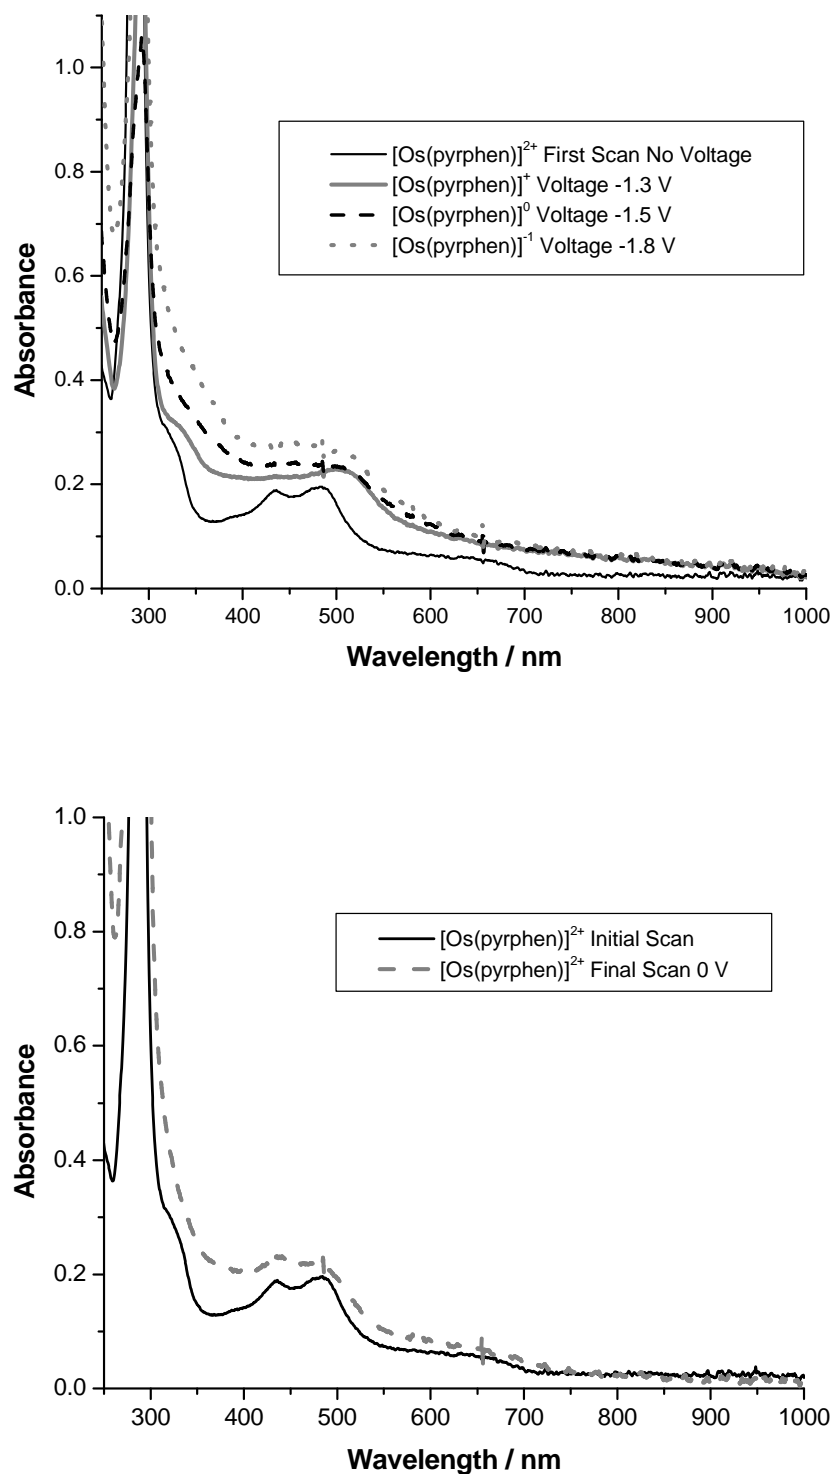 [Os(pyrphen)]2+ First Scan No Voltage
[Os(pyrphen)]+ Voltage -1.3 V
[Os(pyrphen)]0 Voltage -1.5 V
[Os(pyrphen)]-1 Voltage -1.8 V
Absorbance
1.0
0.8
0.6
0.4
0.2
0.0
300 400 500 600 700 800 900 1000
Wavelength / nm
[Os(pyrphen)]2+ Initial Scan
[Os(pyrphen)]2+ Final Scan 0 V
Absorbance
1.0
0.8
0.6
0.4
0.2
0.0
300 400 500 600 700 800 900 1000
Wavelength / nm